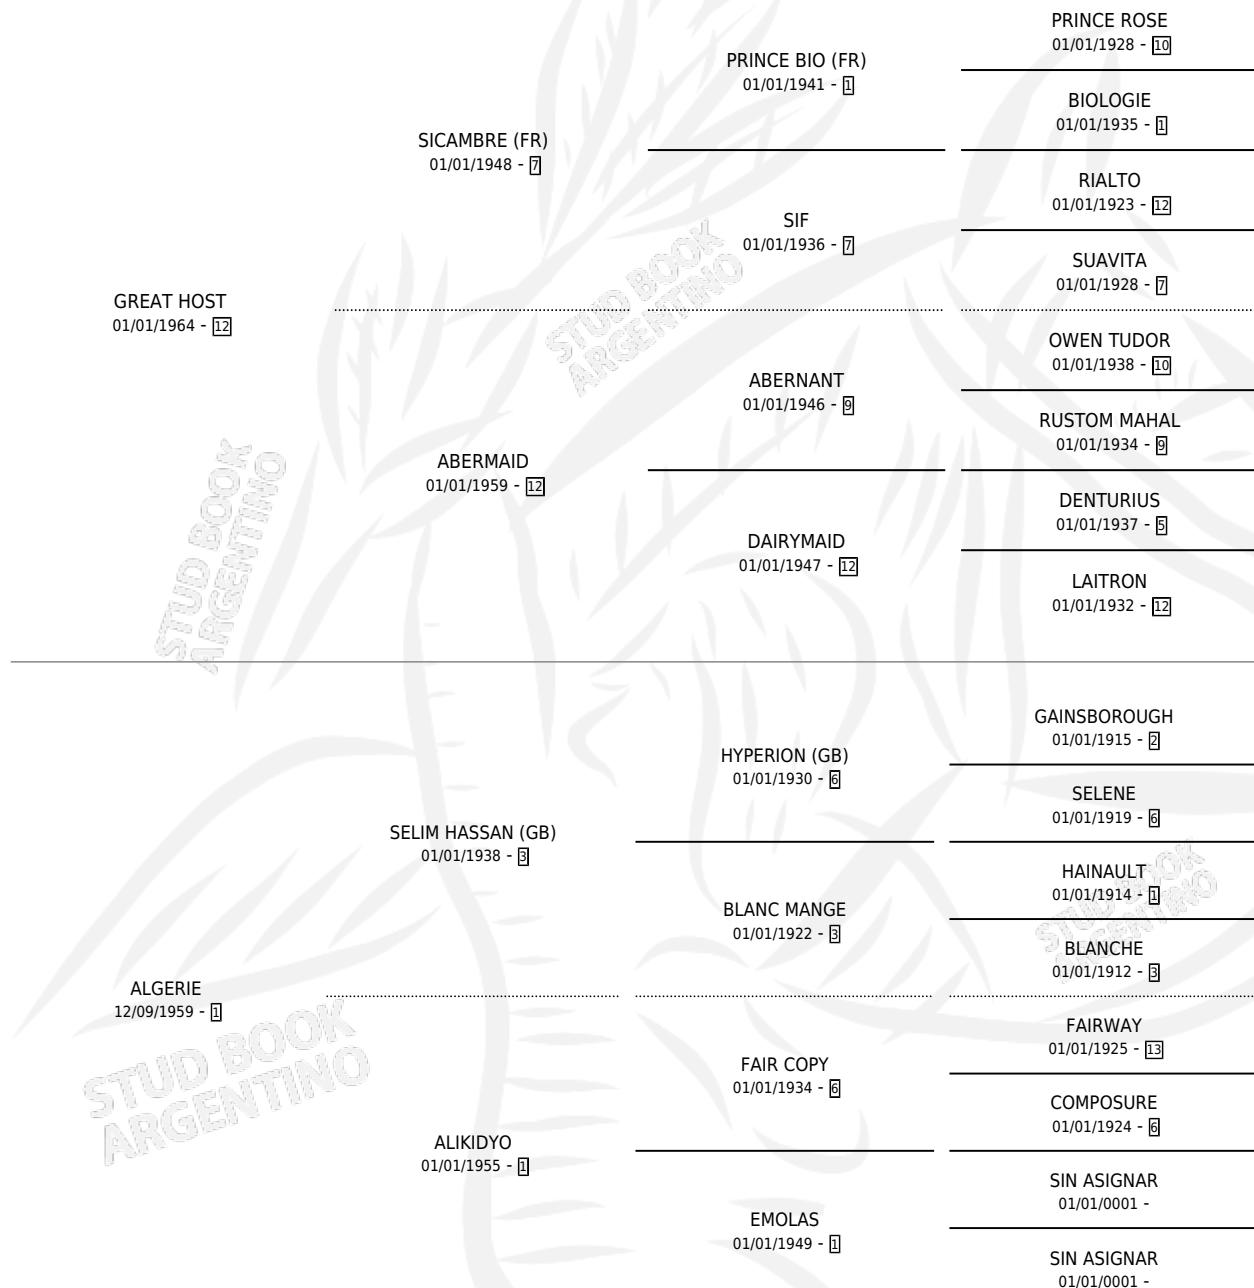 PRINCE ROSE
01/01/1928 - 10
PRINCE BIO (FR)
01/01/1941 - 1
BIOLOGIE
01/01/1935 - 1
SICAMBRE (FR)
01/01/1948 - 7
RIALTO
01/01/1923 - 12
SIF
01/01/1936 - 7
SUAVITA
01/01/1928 - 7
GREAT HOST
01/01/1964 - 12
STUD BOOK
ARGENTINO
OWEN TUDOR
01/01/1938 - 10
ABERNANT
01/01/1946 - 9
RUSTOM MAHAL
01/01/1934 - 9
ABERMAID
01/01/1959 - 12
DENTURIUS
01/01/1937 - 5
DAIRYMAID
01/01/1947 - 12
LAITRON
01/01/1932 - 12
STUD BOOK
ARGENTINO
GAINSBOROUGH
01/01/1915 - 2
HYPERION (GB)
01/01/1930 - 6
SELENE
01/01/1919 - 6
SELIM HASSAN (GB)
01/01/1938 - 3
HAINAULT
01/01/1914 - 1
BLANC MANGE
01/01/1922 - 3
STUD BOOK
ARGENTINO
BLANCHE
01/01/1912 - 3
ALGERIE
12/09/1959 - 1
FAIRWAY
01/01/1925 - 13
FAIR COPY
01/01/1934 - 6
COMPOSURE
01/01/1924 - 6
STUD BOOK
ARGENTINO
ALIKIDYO
01/01/1955 - 1
SIN ASIGNAR
01/01/0001 -
EMOLAS
01/01/1949 - 1
SIN ASIGNAR
01/01/0001 -